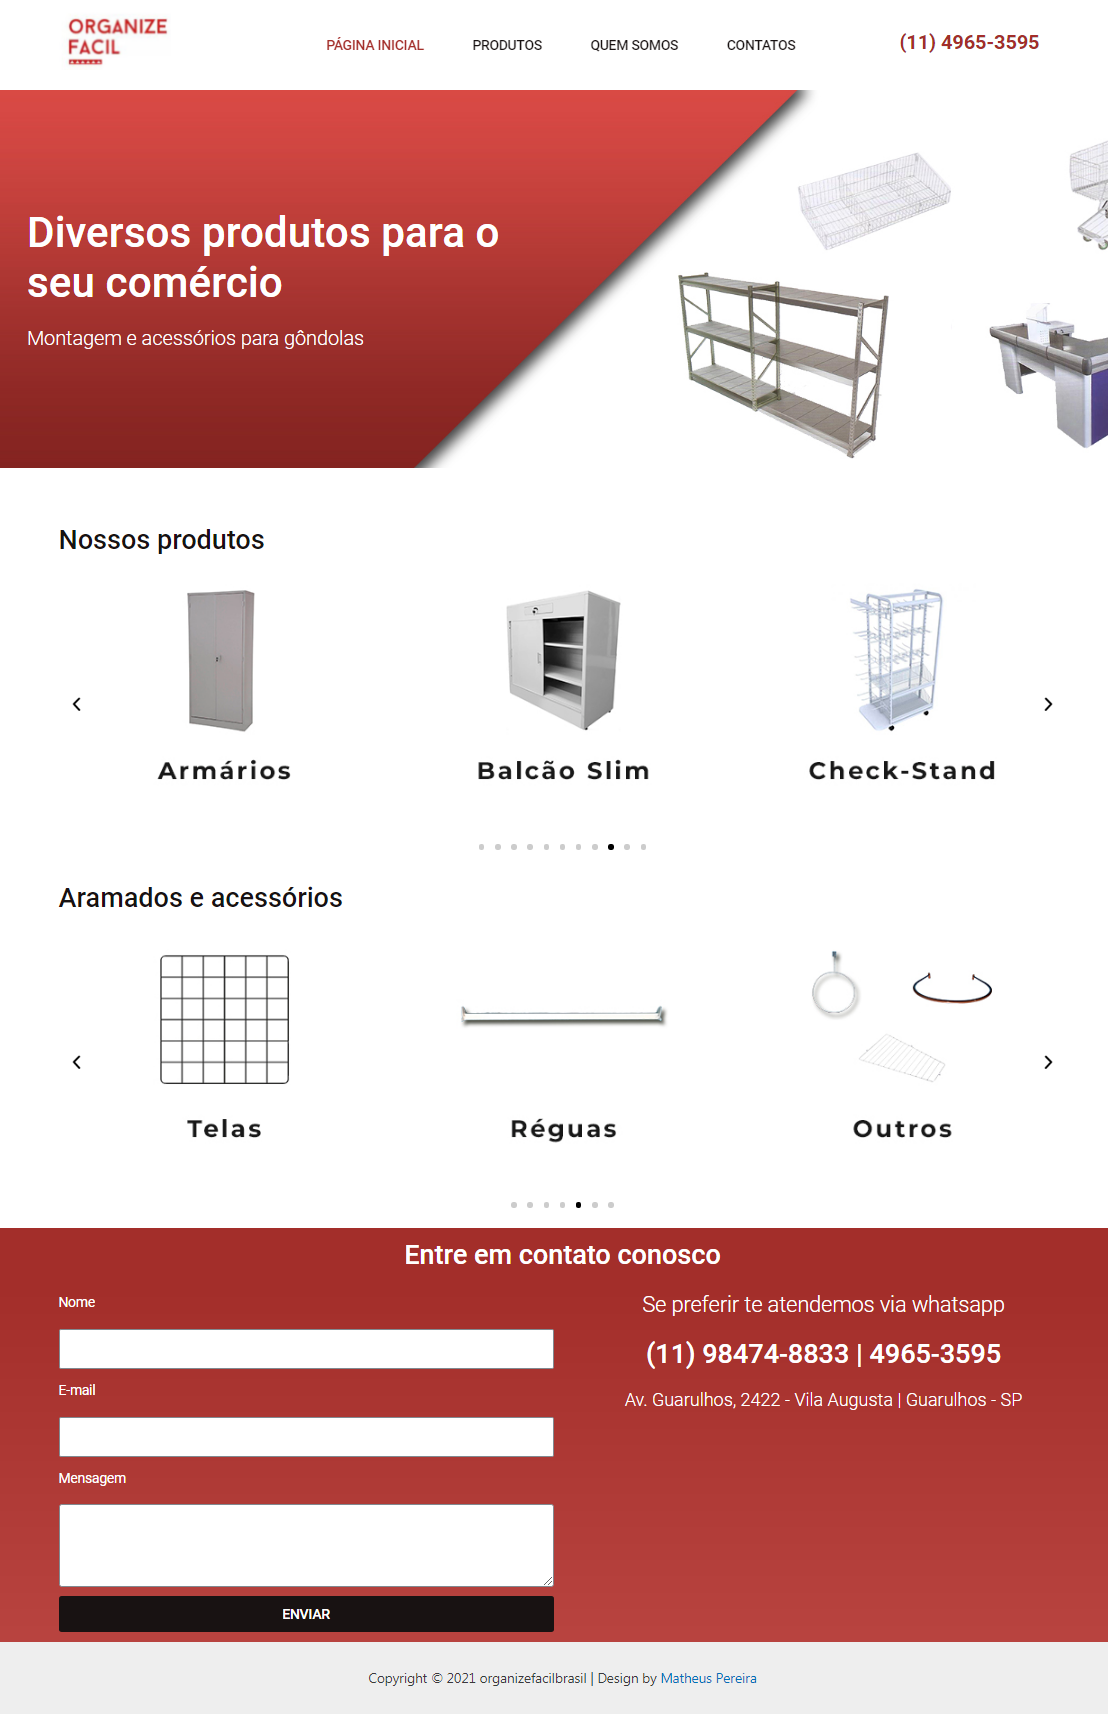 ORGANIZE
FACIL
PÁGINA INICIAL
PRODUTOS
QUEM SOMOS
CONTATOS
(11) 4965-3595
Diversos produtos para o
seu comércio
Montagem e acessórios para gôndolas
Nossos produtos
Armários
Balcão Slim
Check-Stand
Aramados e acessórios
Telas
Réguas
Outros
Entre em contato conosco
Nome
E-mail
Mensagem
ENVIAR
Se preferir te atendemos via whatsapp
(11) 98474-8833 | 4965-3595
Av. Guarulhos, 2422 - Vila Augusta | Guarulhos - SP
Copyright © 2021 organizefacilbrasil | Design by Matheus Pereira